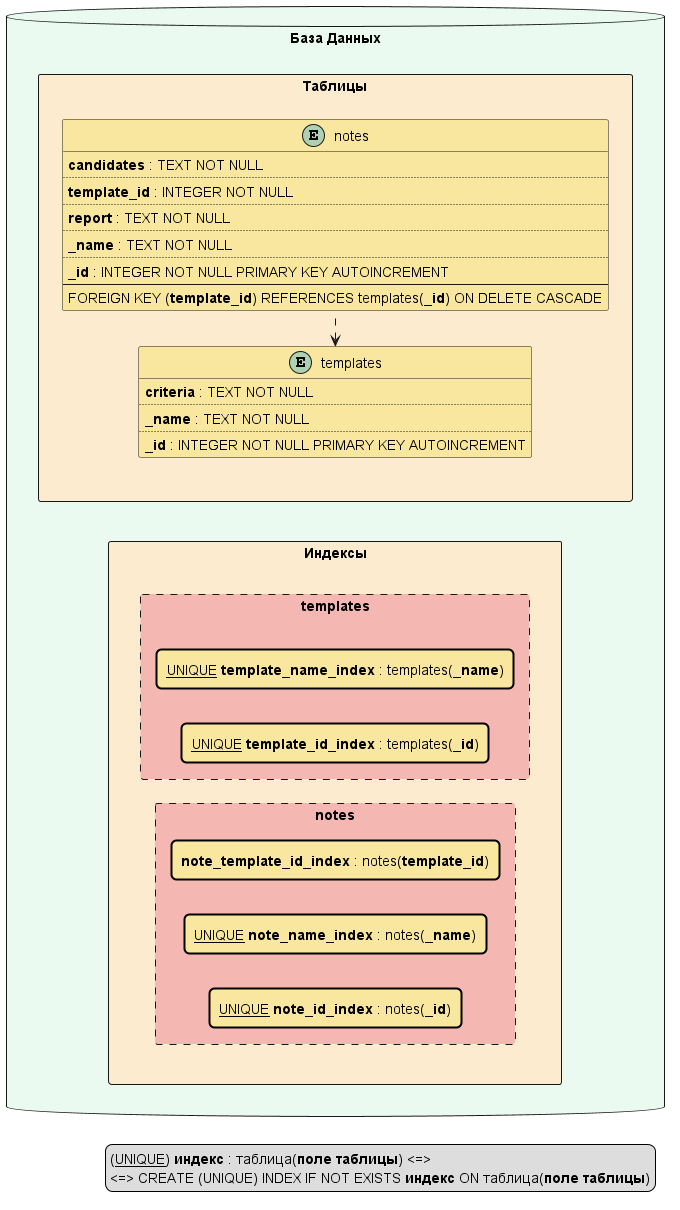 База Данных
Таблицы
E notes
candidates : TEXT NOT NULL
template_id : INTEGER NOT NULL
report : TEXT NOT NULL
_name : TEXT NOT NULL
_id : INTEGER NOT NULL PRIMARY KEY AUTOINCREMENT
FOREIGN KEY (template_id) REFERENCES templates(_id) ON DELETE CASCADE
E templates
criteria : TEXT NOT NULL
_name : TEXT NOT NULL
_id : INTEGER NOT NULL PRIMARY KEY AUTOINCREMENT
Индексы
templates
UNIQUE template_name_index : templates(_name)
UNIQUE template_id_index : templates(_id)
notes
note_template_id_index : notes(template_id)
UNIQUE note_name_index : notes(_name)
UNIQUE note_id_index : notes(_id)
(UNIQUE) индекс : таблица(поле таблицы) <=>
<=> CREATE (UNIQUE) INDEX IF NOT EXISTS индекс ON таблица(поле таблицы)